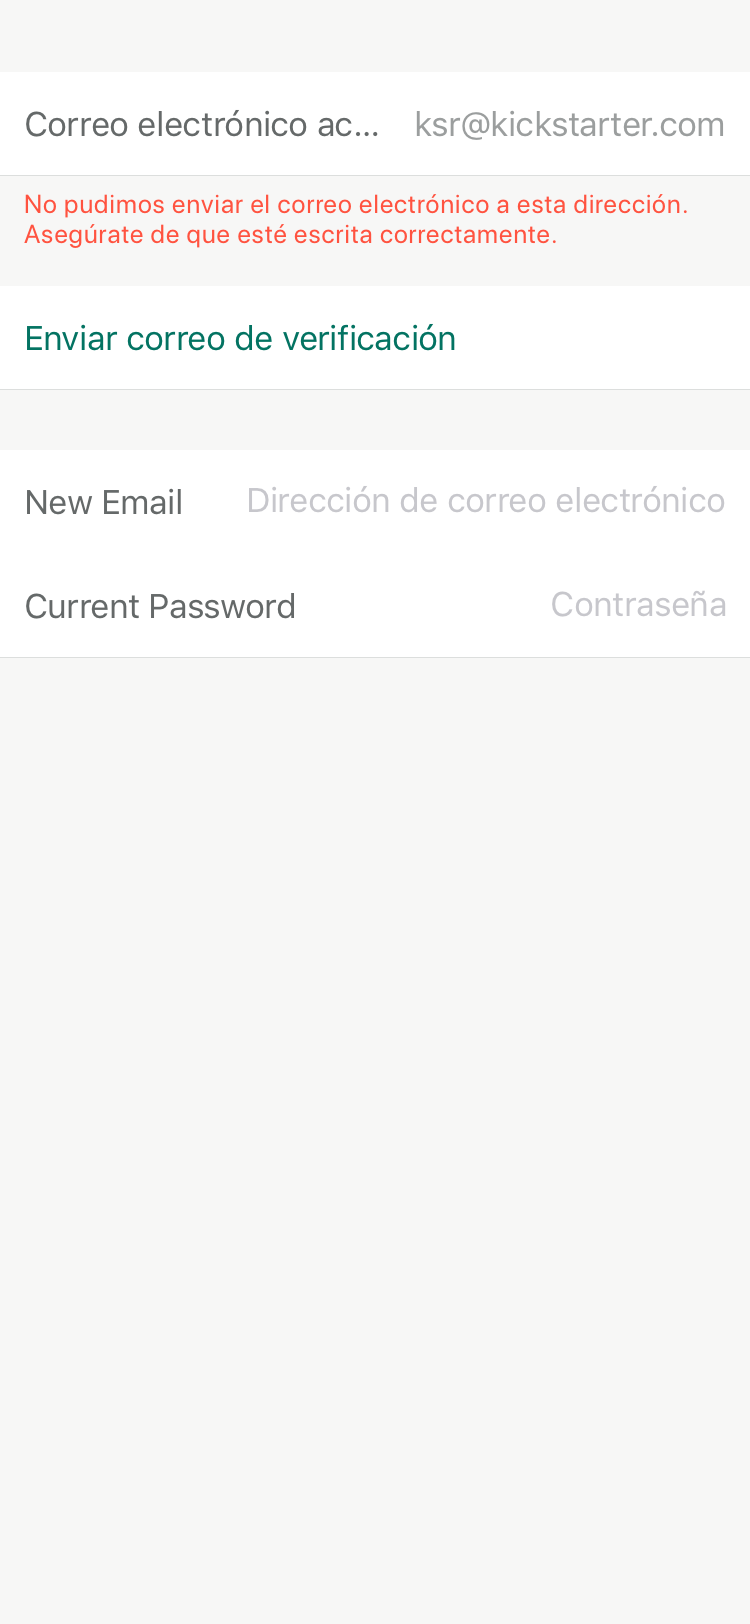 Correo electrónico ac... ksr@kickstarter.com
No pudimos enviar el correo electrónico a esta dirección.
Asegúrate de que esté escrita correctamente.
Enviar correo de verificación
New Email Dirección de correo electrónico
Current Password Contraseña